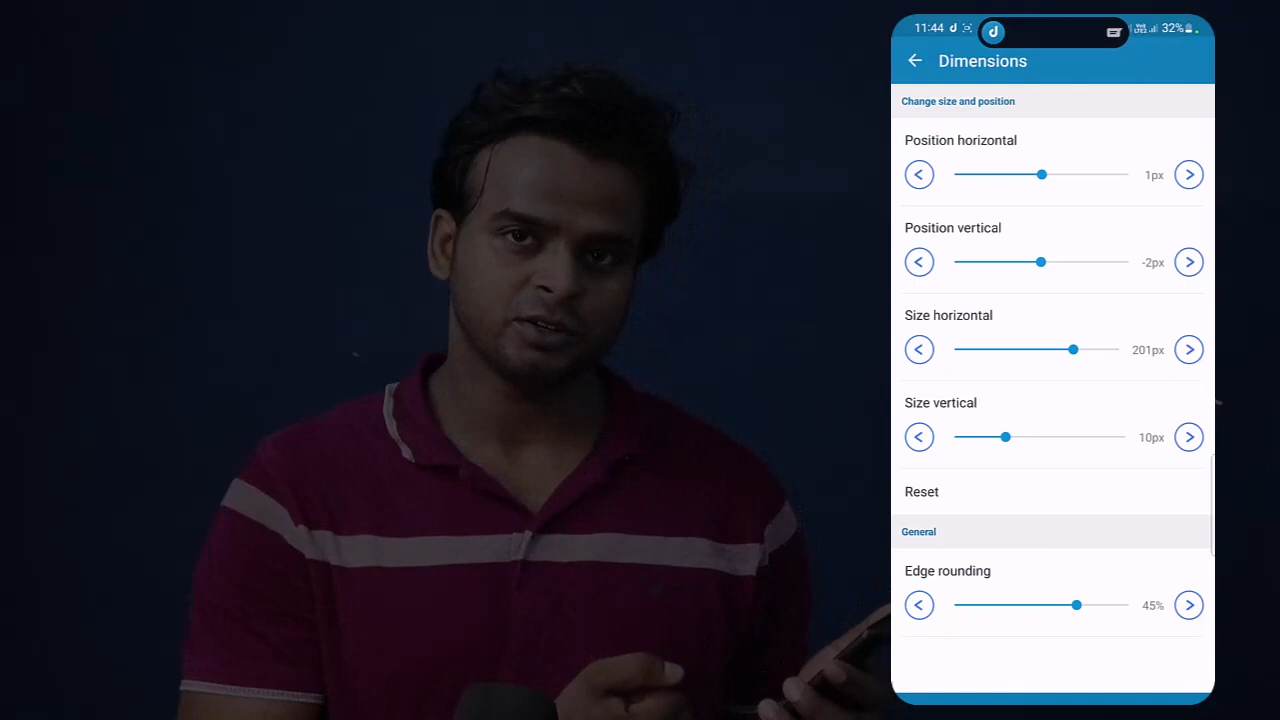 11:44 32%
Dimensions
Change size and position
Position horizontal
1px
Position vertical
-2px
Size horizontal
201px
Size vertical
10px
Reset
General
Edge rounding
45%